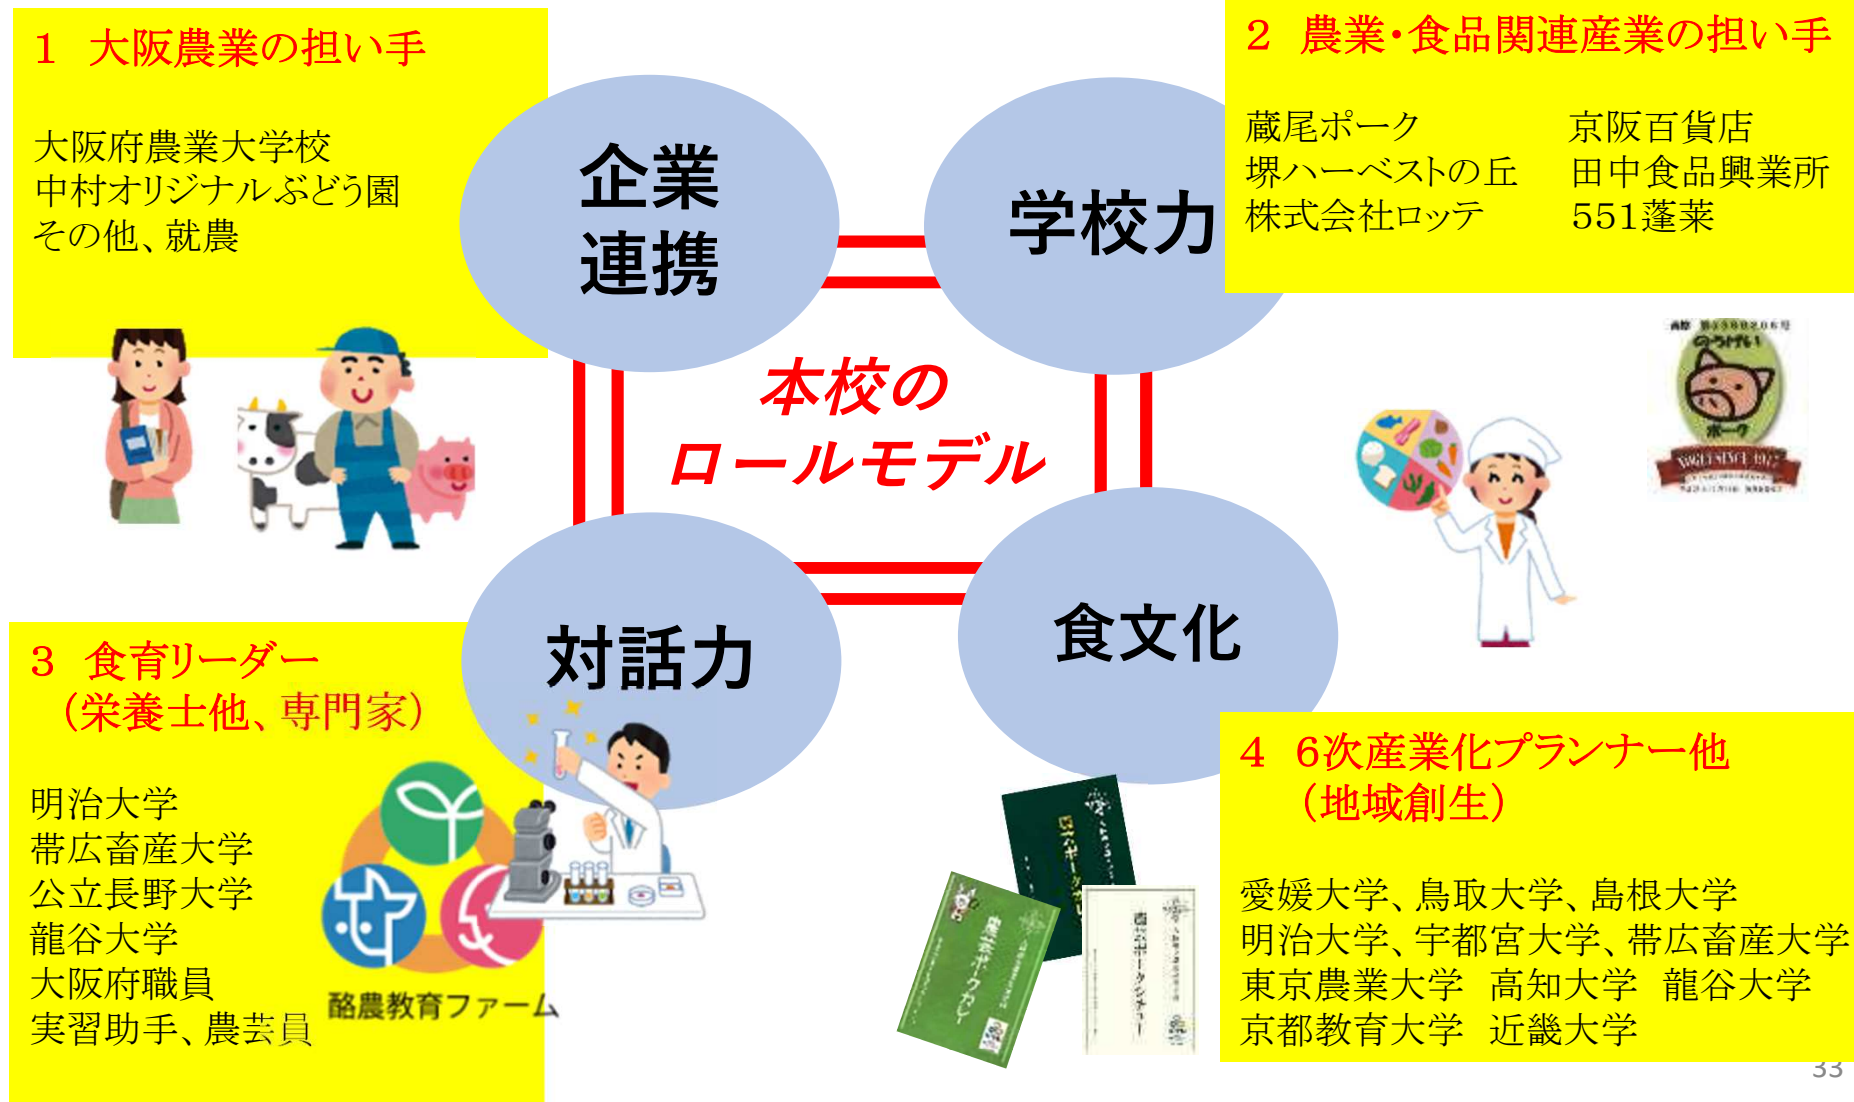 1　大阪農業の担い手
大阪府農業大学校
中村オリジナルぶどう園
その他、就農
企業
連携
学校力
2　農業・食品関連産業の担い手
蔵尾ポーク　京阪百貨店
堺ハーベストの丘　田中食品興業所
株式会社ロッテ　551蓬莱
本校の
ロールモデル
のうげい
ポーク
対話力
食文化
3　食育リーダー
（栄養士他、専門家）
明治大学
帯広畜産大学
公立長野大学
龍谷大学
大阪府職員
実習助手、農芸員
酪農教育ファーム
4　6次産業化プランナー他
（地域創生）
愛媛大学、鳥取大学、島根大学
明治大学、宇都宮大学、帯広畜産大学
東京農業大学　高知大学　龍谷大学
京都教育大学　近畿大学
33